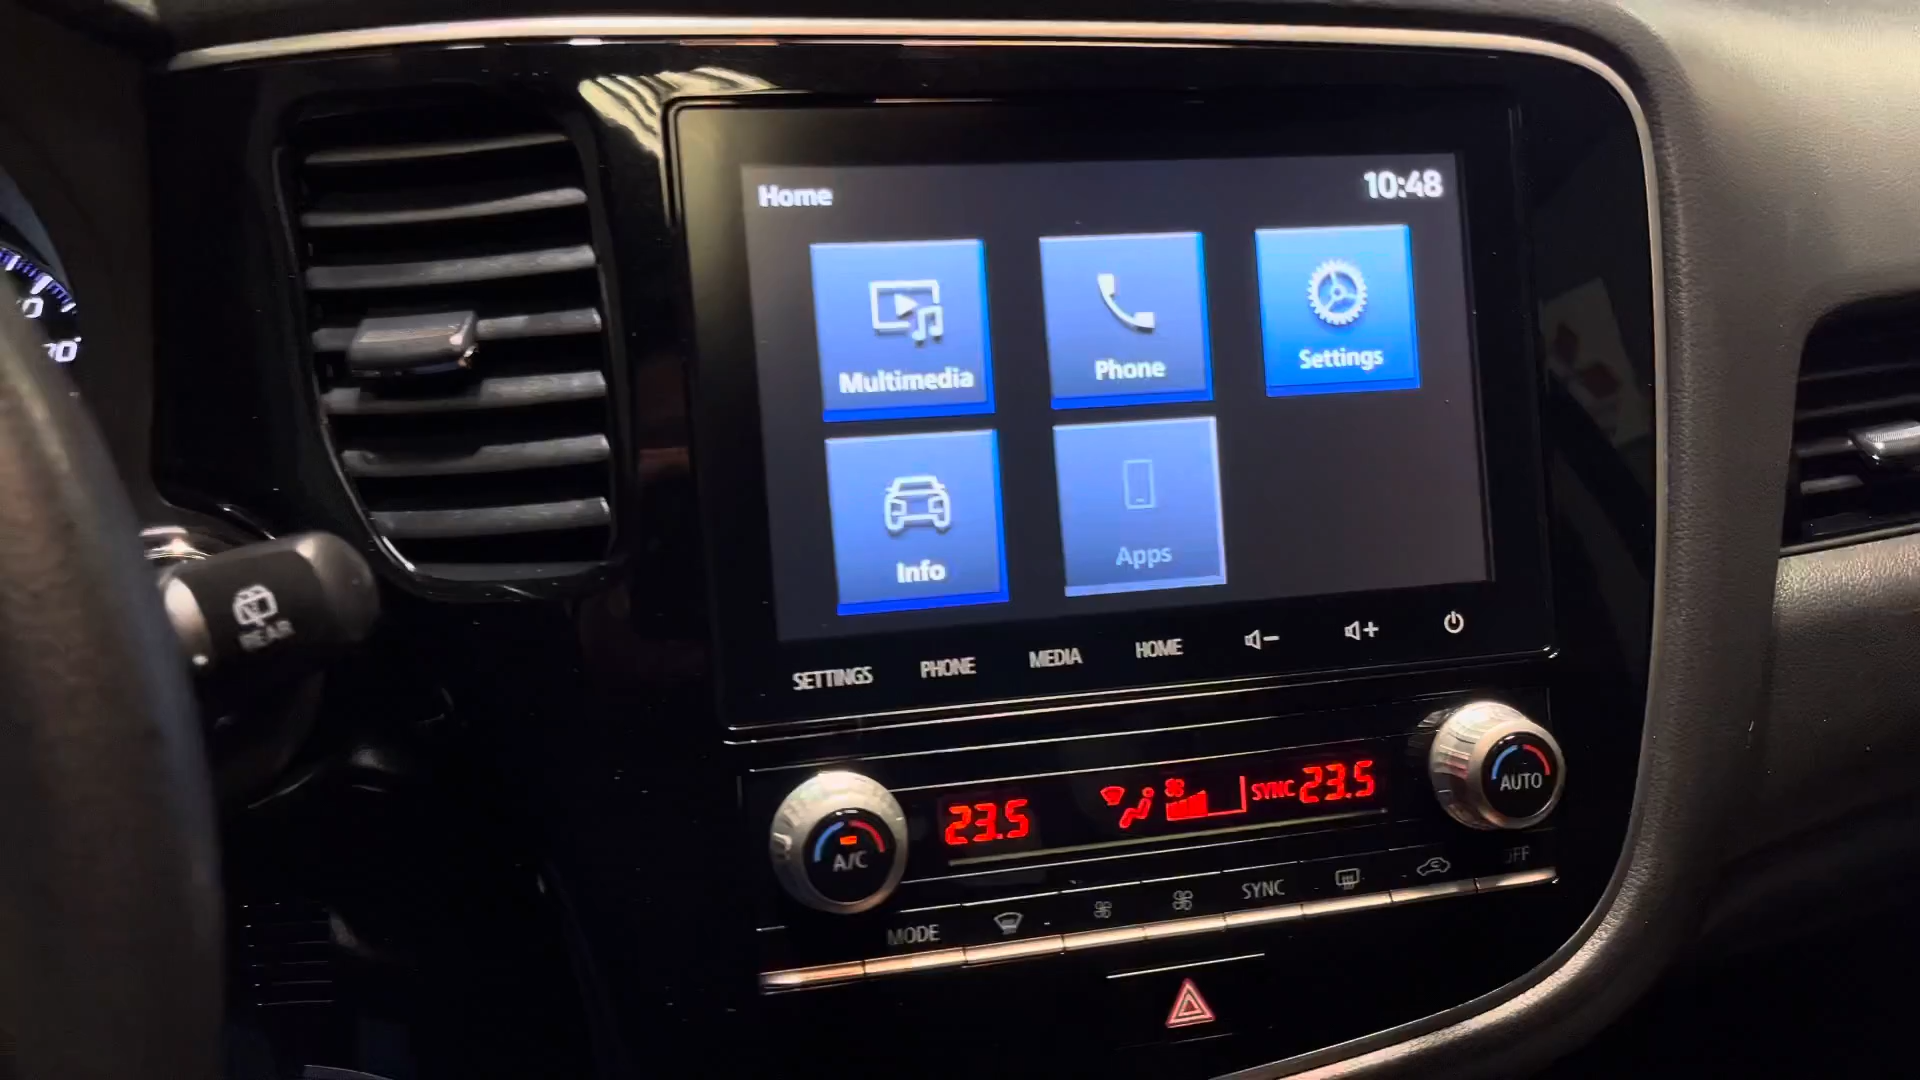 Home
10:48
Multimedia
Phone
Settings
Info
Apps
SETTINGS
PHONE
MEDIA
HOME
REAR
23.5
SYNC
23.5
A/C
AUTO
MODE
SYNC
OFF